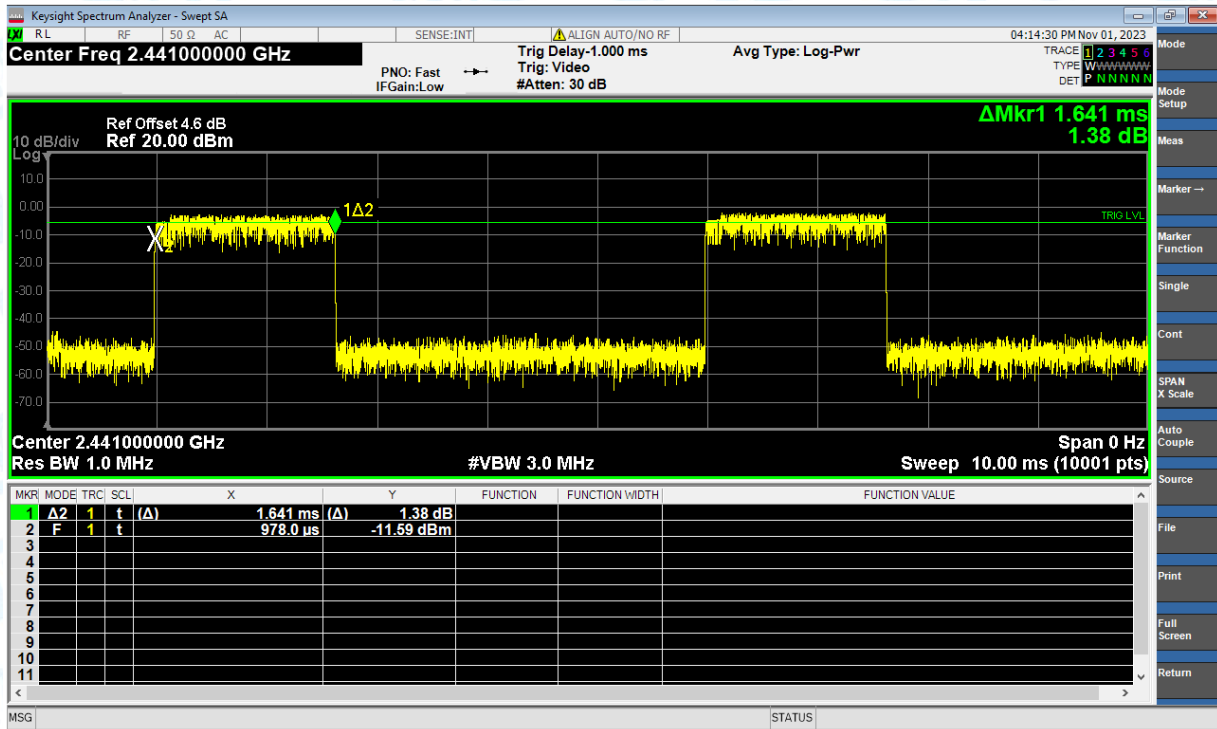 Keysight Spectrum Analyzer - Swept SA
LXI RL RF 50 Ω AC SENSE:INT ALIGN AUTO/NO RF 04:14:30 PM Nov 01, 2023
Center Freq 2.441000000 GHz
PNO: Fast
IFGain:Low
Trig Delay-1.000 ms
Trig: Video
#Atten: 30 dB
Avg Type: Log-Pwr
TRACE 1 2 3 4 5 6
TYPE WWWWWW
DET P N N N N N
ΔMkr1 1.641 ms
1.38 dB
Ref Offset 4.6 dB
10 dB/div Ref 20.00 dBm
Log
10.0
0.00
-10.0
-20.0
-30.0
-40.0
-50.0
-60.0
-70.0
1Δ2
2
TRIG LVL
Center 2.441000000 GHz Span 0 Hz
Res BW 1.0 MHz #VBW 3.0 MHz Sweep 10.00 ms (10001 pts)
MKR MODE TRC SCL X Y FUNCTION FUNCTION WIDTH FUNCTION VALUE
1 Δ2 1 t (Δ) 1.641 ms (Δ) 1.38 dB
2 F 1 t 978.0 µs -11.59 dBm
3
4
5
6
7
8
9
10
11
MSG STATUS
Mode
Mode
Setup
Meas
Marker →
Marker
Function
Single
Cont
SPAN
X Scale
Auto
Couple
Source
File
Print
Full
Screen
Return